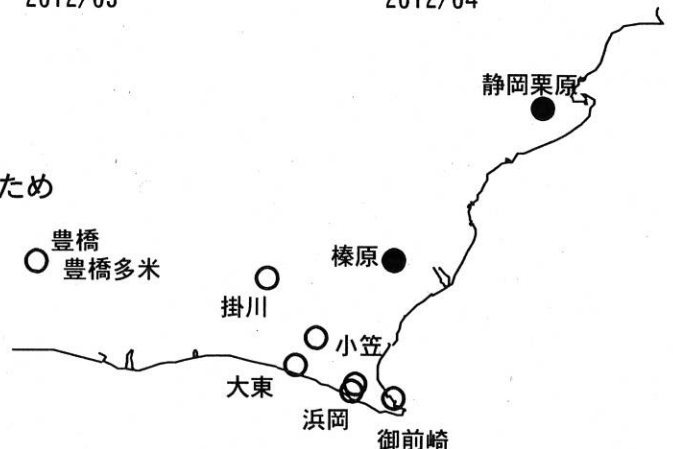 2012/03
2012/04
静岡栗原
ため
豊橋
豊橋多米
榛原
掛川
小笠
大東
浜岡
御前崎